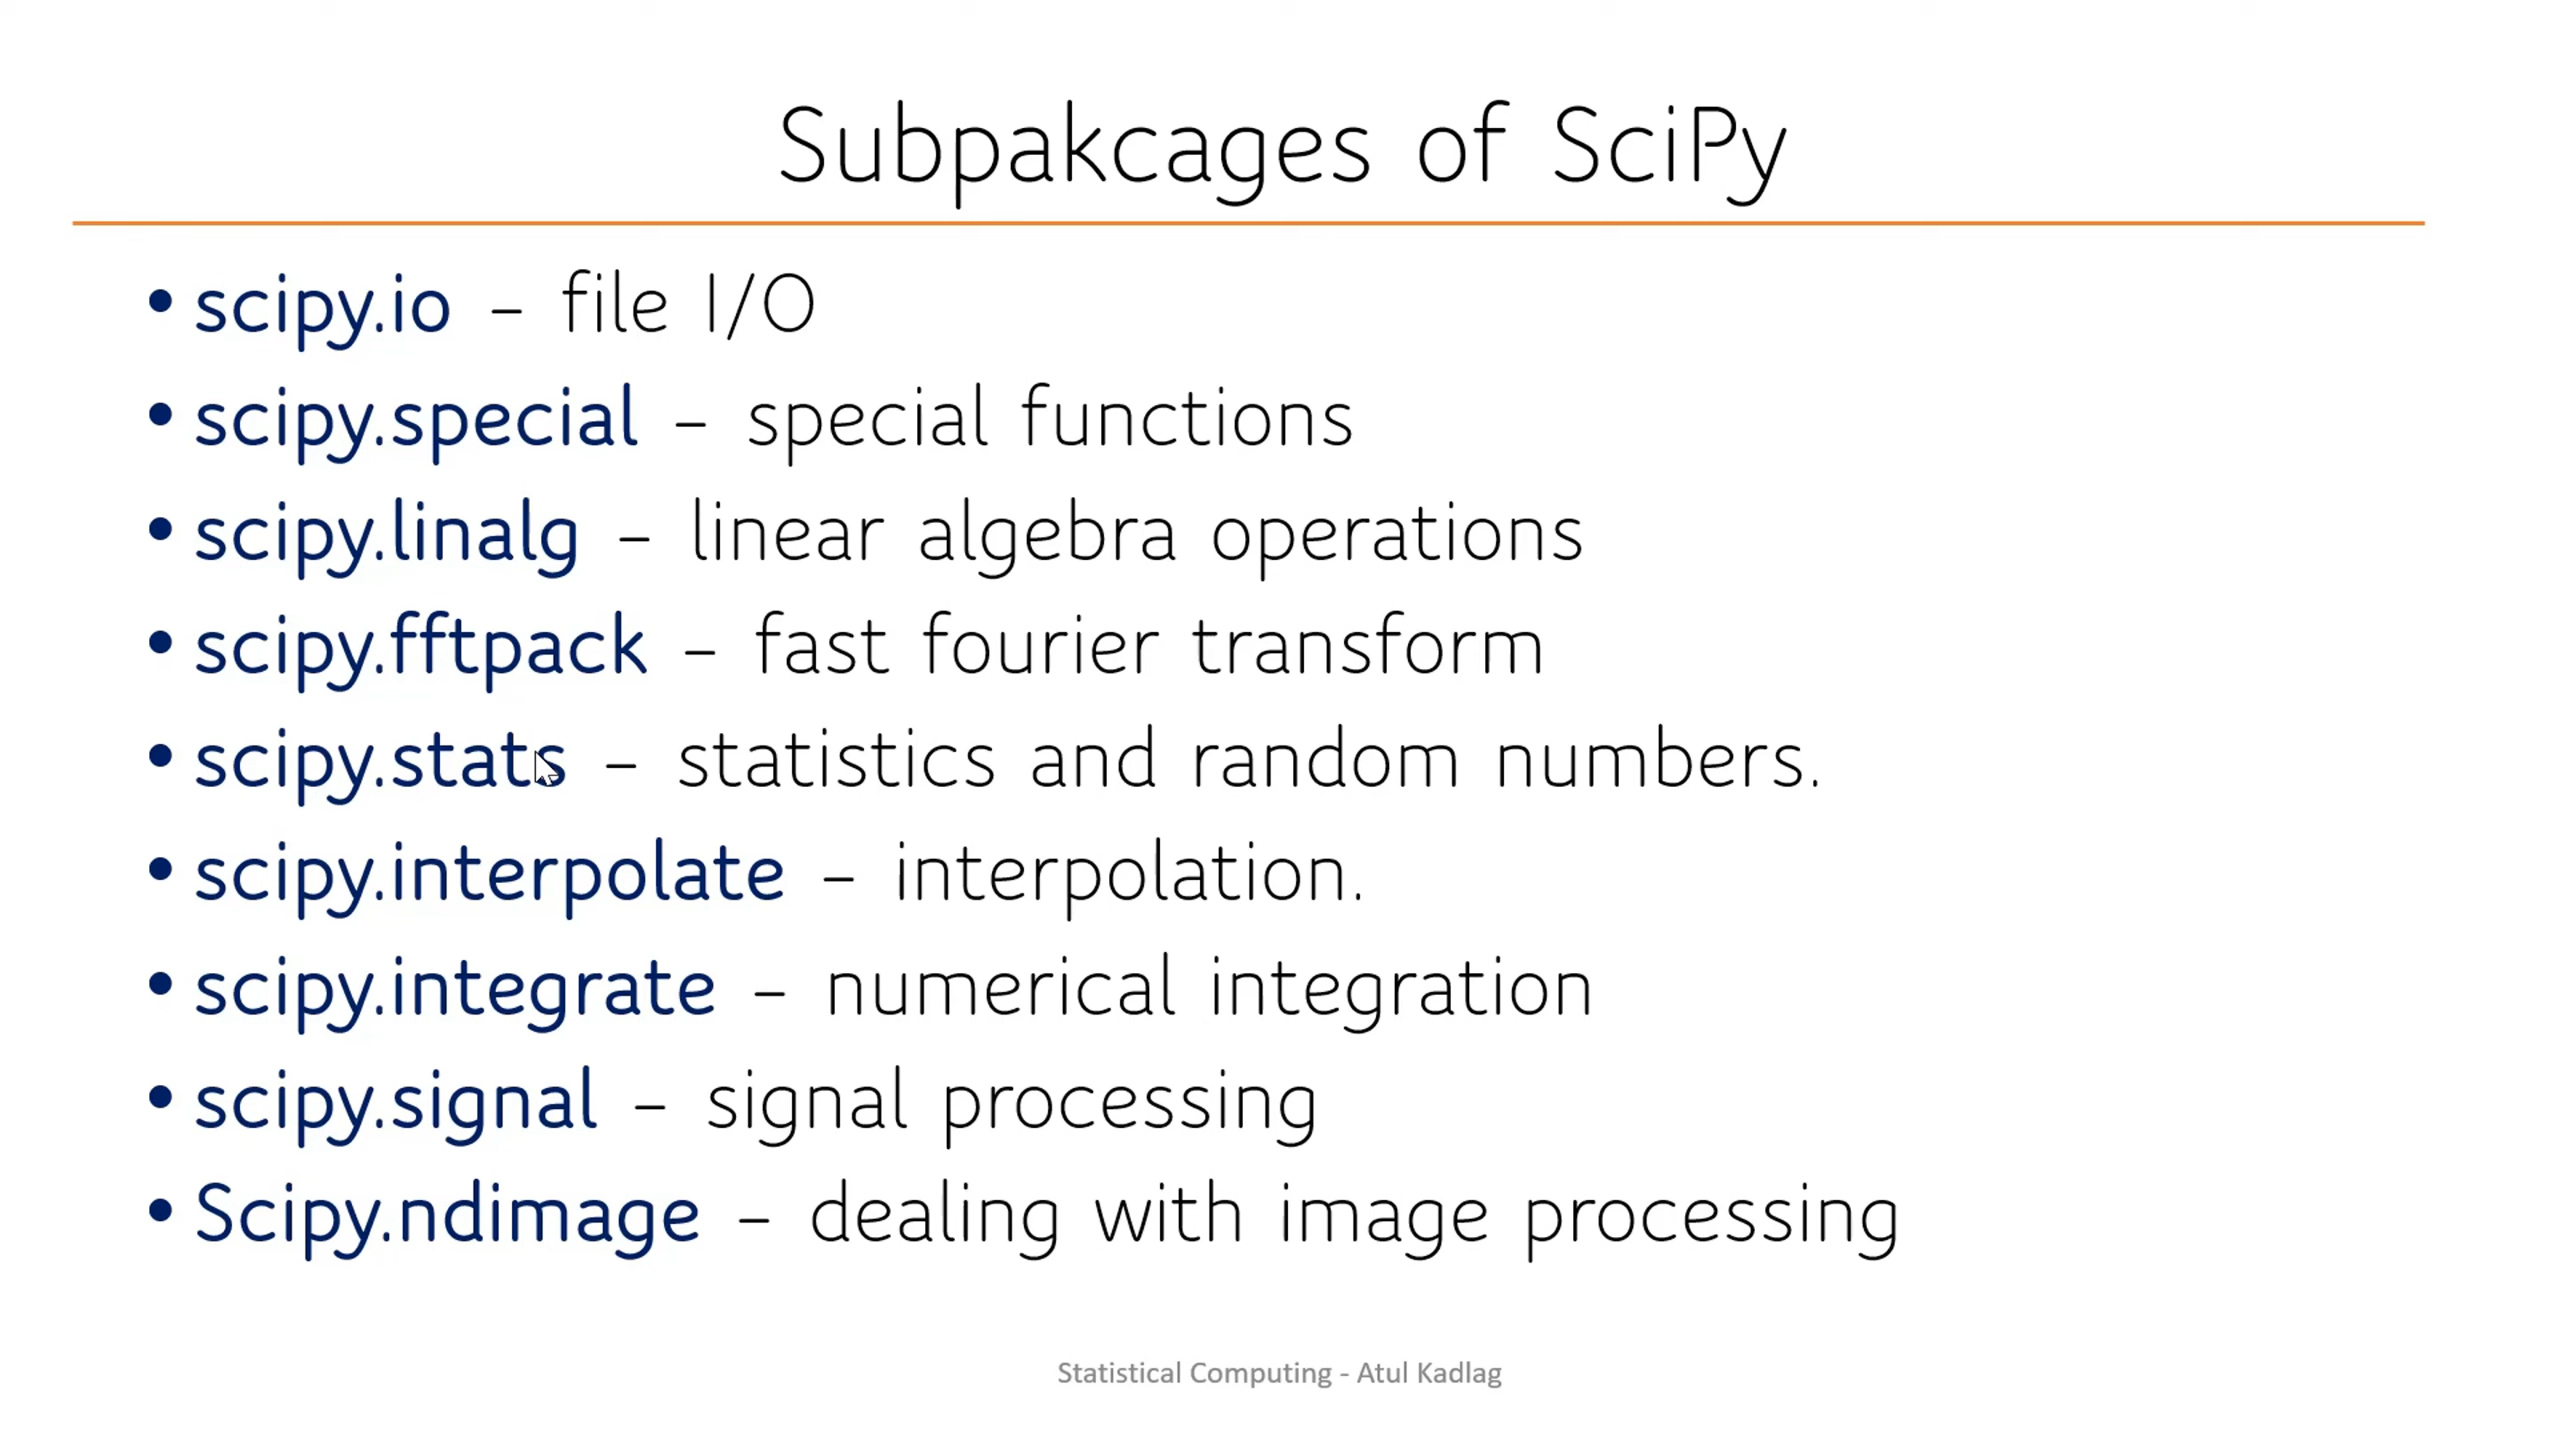 Subpakcages of SciPy
• scipy.io – file I/O
• scipy.special – special functions
• scipy.linalg – linear algebra operations
• scipy.fftpack – fast fourier transform
• scipy.stats – statistics and random numbers.
• scipy.interpolate – interpolation.
• scipy.integrate – numerical integration
• scipy.signal – signal processing
• Scipy.ndimage – dealing with image processing
Statistical Computing - Atul Kadlag